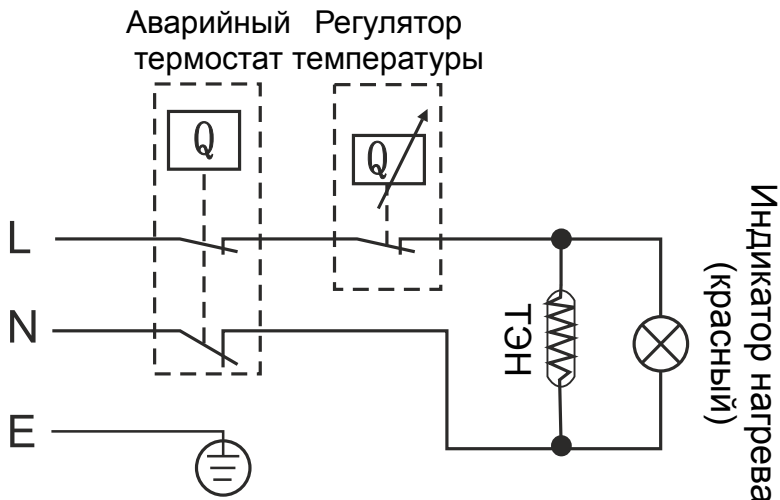 Аварийный
термостат
Регулятор
температуры
Q
Q
L
N
E
ТЭН
Индикатор нагрева
(красный)